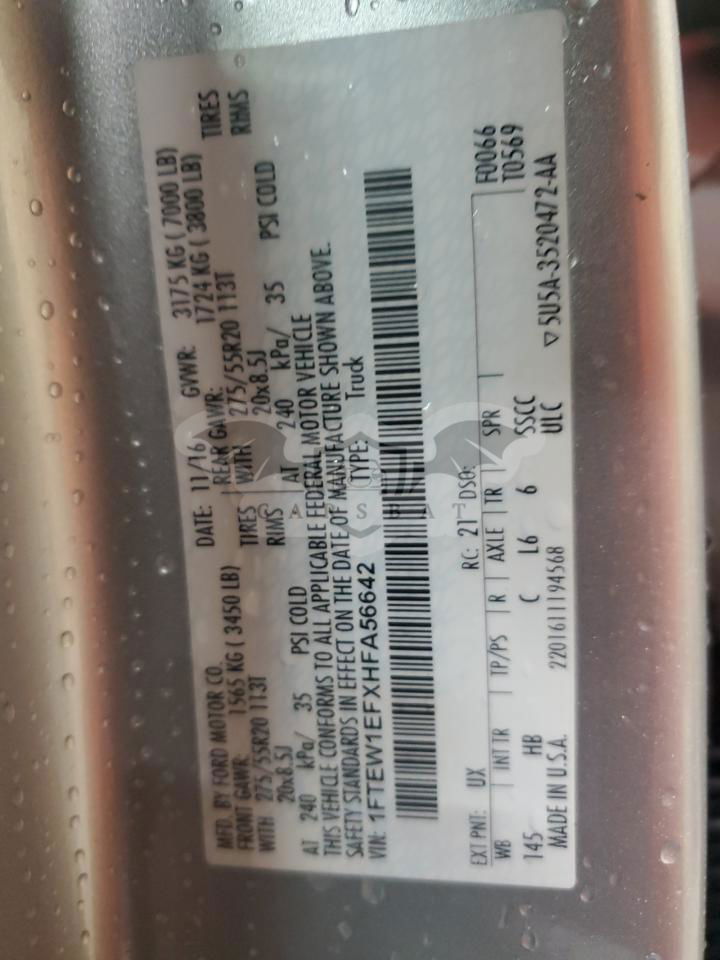 MFD. BY FORD MOTOR CO. DATE: 11/16 GVWR: 3175 KG ( 7000 LB)
FRONT GAWR: 1565 KG ( 3450 LB) REAR GAWR: 1724 KG ( 3800 LB)
WITH 275/55R20 113T TIRES WITH 275/55R20 113T TIRES
20x8.5J RIMS 20x8.5J RIMS
AT 240 kPa/ 35 PSI COLD AT 240 kPa/ 35 PSI COLD
THIS VEHICLE CONFORMS TO ALL APPLICABLE FEDERAL MOTOR VEHICLE
SAFETY STANDARDS IN EFFECT ON THE DATE OF MANUFACTURE SHOWN ABOVE.
VIN: 1FTEW1EFXHFA56642 TYPE: Truck
F0066
T0569
EXT PNT: UX RC: 21 DSO:
WB INT TR TP/PS R AXLE TR SPR
145 HB C L6 6 SSCC
MADE IN U.S.A. 2201611194568 ULC ▽5U5A-3520472-AA